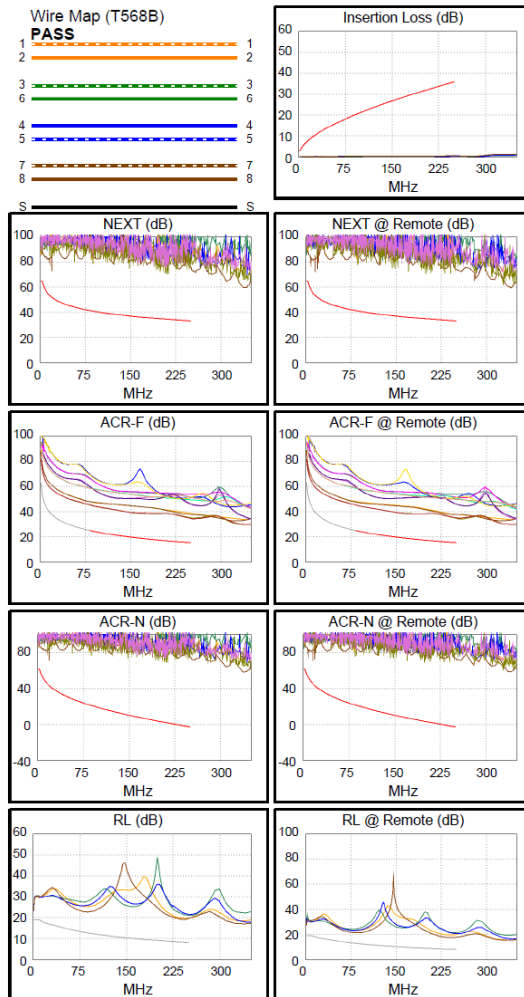 Wire Map (T568B)
PASS
1 1
2 2
3 3
6 6
4 4
5 5
7 7
8 8
S S
Insertion Loss (dB)
60
50
40
30
20
10
0
0 75 150 225 300
MHz
NEXT (dB)
100
80
60
40
20
0
0 75 150 225 300
MHz
NEXT @ Remote (dB)
100
80
60
40
20
0
0 75 150 225 300
MHz
ACR-F (dB)
100
80
60
40
20
0
0 75 150 225 300
MHz
ACR-F @ Remote (dB)
100
80
60
40
20
0
0 75 150 225 300
MHz
ACR-N (dB)
80
40
0
-40
0 75 150 225 300
MHz
ACR-N @ Remote (dB)
80
40
0
-40
0 75 150 225 300
MHz
RL (dB)
60
50
40
30
20
10
0
0 75 150 225 300
MHz
RL @ Remote (dB)
100
80
60
40
20
0
0 75 150 225 300
MHz